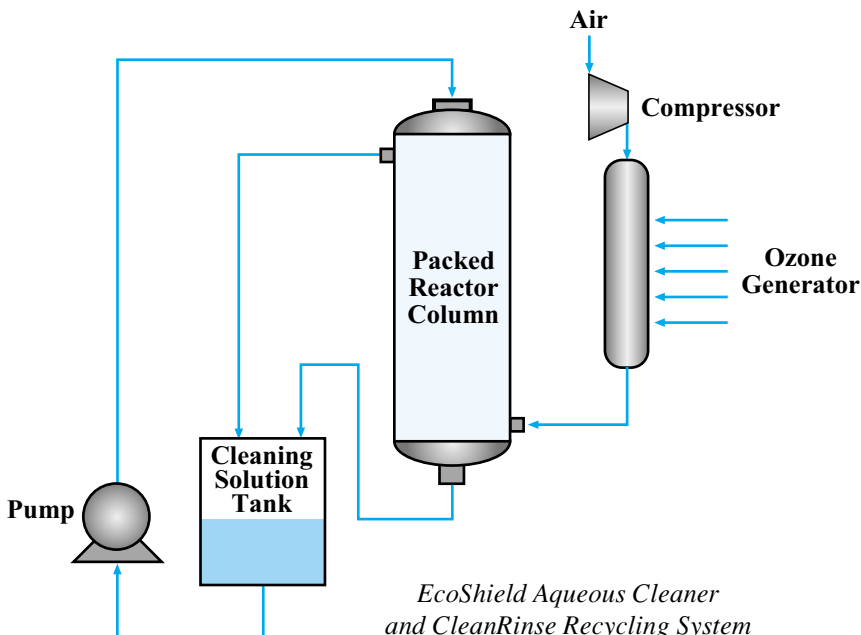 Air
Compressor
Packed
Reactor
Column
Ozone
Generator
Cleaning
Solution
Tank
Pump
EcoShield Aqueous Cleaner
and CleanRinse Recycling System